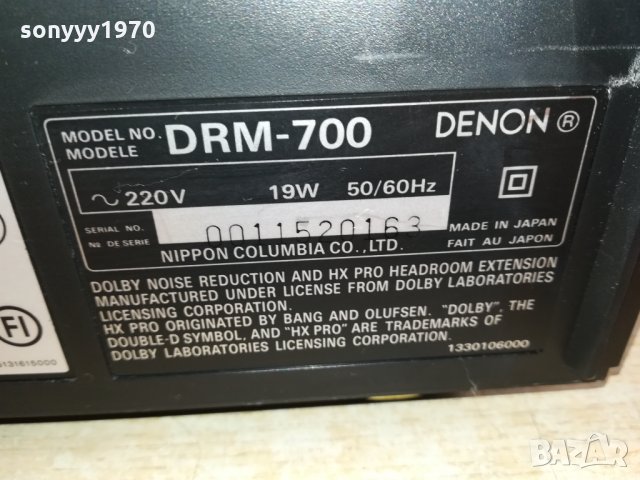 sonyyy1970
MODEL NO. DRM-700 DENON ®
MODELE
~ 220V 19W 50/60Hz
SERIAL NO. 0011520163 MADE IN JAPAN
Nº DE SERIE FAIT AU JAPON
NIPPON COLUMBIA CO.,LTD.
DOLBY NOISE REDUCTION AND HX PRO HEADROOM EXTENSION
MANUFACTURED UNDER LICENSE FROM DOLBY LABORATORIES
LICENSING CORPORATION.
HX PRO ORIGINATED BY BANG AND OLUFSEN. "DOLBY", THE
DOUBLE-D SYMBOL, AND "HX PRO" ARE TRADEMARKS OF
DOLBY LABORATORIES LICENSING CORPORATION.
1330106000
FI
BAZAR